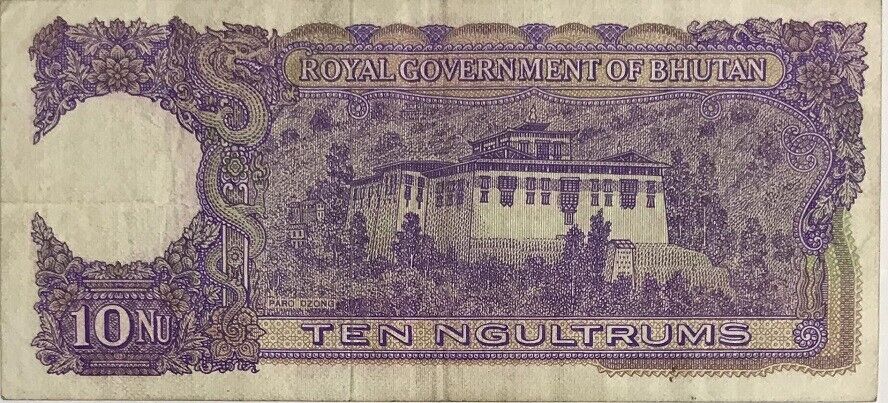 ROYAL GOVERNMENT OF BHUTAN
PARO DZONG
10 NU
TEN NGULTRUMS